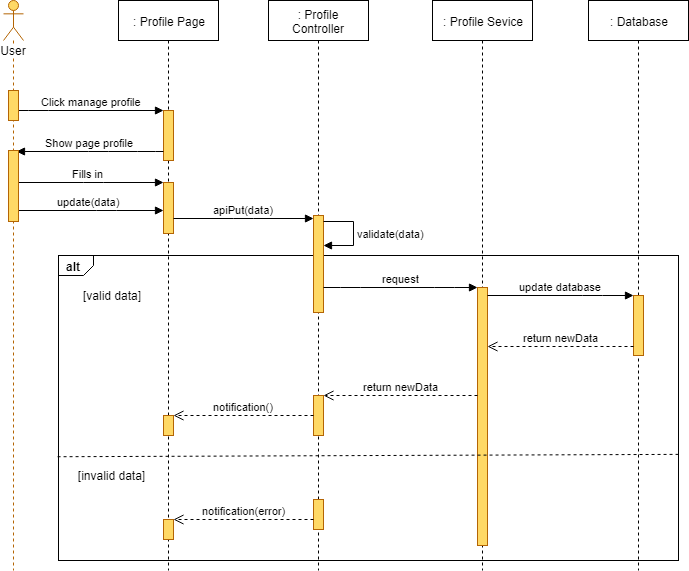 : Profile Page
: Profile
Controller
: Profile Sevice
: Database
User
Click manage profile
Show page profile
Fills in
update(data)
apiPut(data)
validate(data)
alt
request
update database
[valid data]
return newData
return newData
notification()
[invalid data]
notification(error)